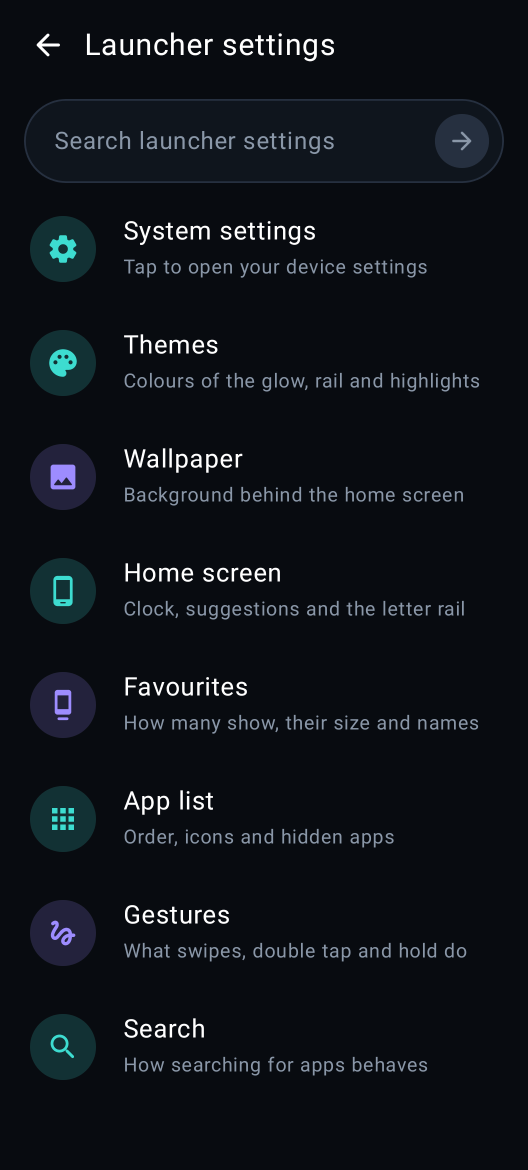 Launcher settings
Search launcher settings
System settings
Tap to open your device settings
Themes
Colours of the glow, rail and highlights
Wallpaper
Background behind the home screen
Home screen
Clock, suggestions and the letter rail
Favourites
How many show, their size and names
App list
Order, icons and hidden apps
Gestures
What swipes, double tap and hold do
Search
How searching for apps behaves